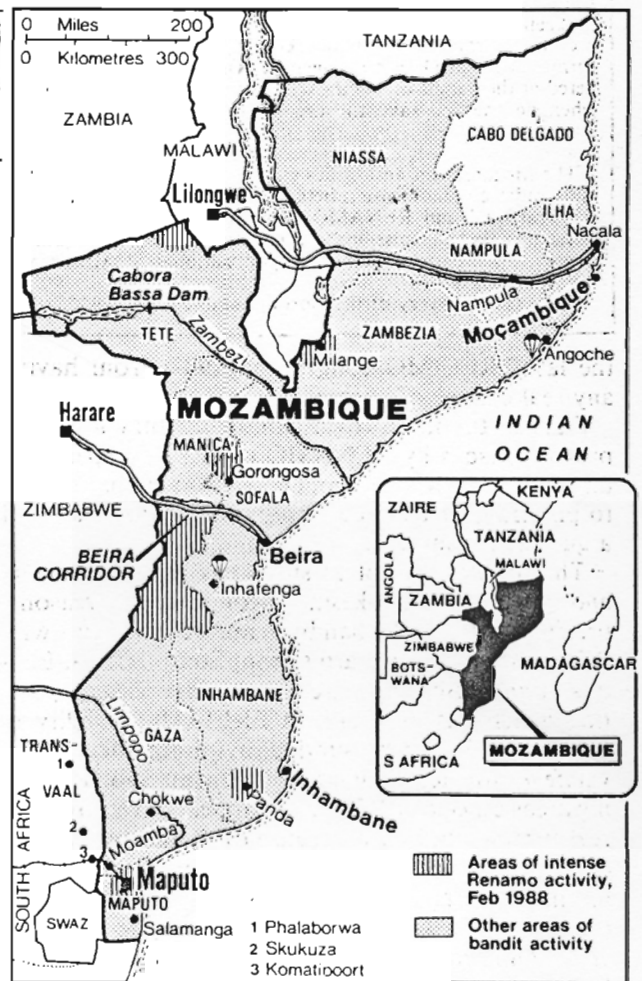 0 Miles 200
0 Kilometres 300
TANZANIA
ZAMBIA
CABO DELGADO
MALAWI
NIASSA
Lilongwe
ILHA
Nacala
NAMPULA
Cabora
Bassa Dam
Nampula
Moçambique
TETE
Zambezi
ZAMBEZIA
Milange
Angoche
MOZAMBIQUE
Harare
INDIAN
OCEAN
MANICA
Gorongosa
SOFALA
ZIMBABWE
BEIRA
CORRIDOR
Beira
Inhafenga
KENYA
ZAIRE
TANZANIA
MALAWI
ANGOLA
ZAMBIA
ZIMBABWE
BOTS-
WANA
MADAGASCAR
S AFRICA
MOZAMBIQUE
INHAMBANE
Limpopo
GAZA
TRANS-
1
VAAL
Inhambane
Chokwe
Panda
2
Moamba
3
SOUTH AFRICA
Maputo
MAPUTO
SWAZ
Salamanga
Areas of intense
Renamo activity,
Feb 1988
Other areas of
bandit activity
1 Phalaborwa
2 Skukuza
3 Komatipoort